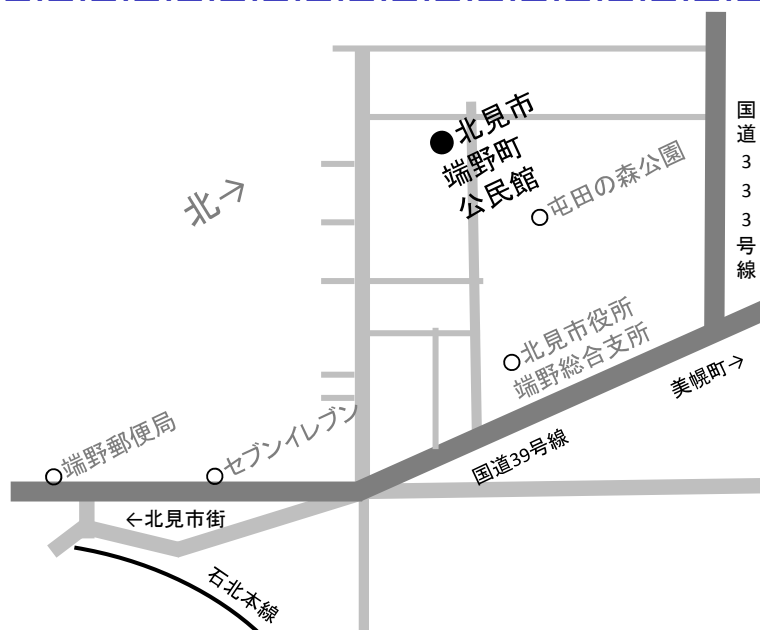 北見市
端野町
公民館
国道333号線
屯田の森公園
北→
北見市役所
端野総合支所
美幌町→
端野郵便局
セブンイレブン
国道39号線
←北見市街
石北本線